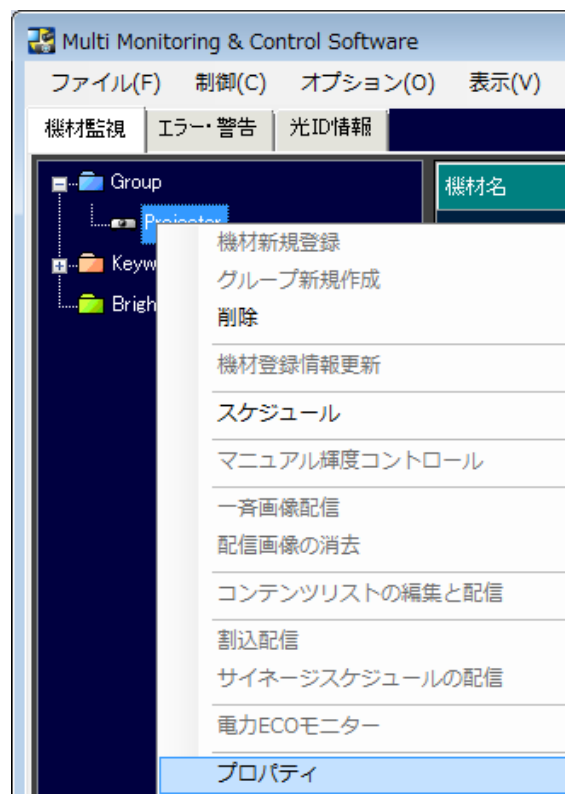 Multi Monitoring & Control Software
ファイル(F) 制御(C) オプション(O) 表示(V)
機材監視 エラー・警告 光ID情報
Group
機材名
機材新規登録
グループ新規作成
削除
機材登録情報更新
スケジュール
マニュアル輝度コントロール
一斉画像配信
配信画像の消去
コンテンツリストの編集と配信
割込配信
サイネージスケジュールの配信
電力ECOモニター
プロパティ